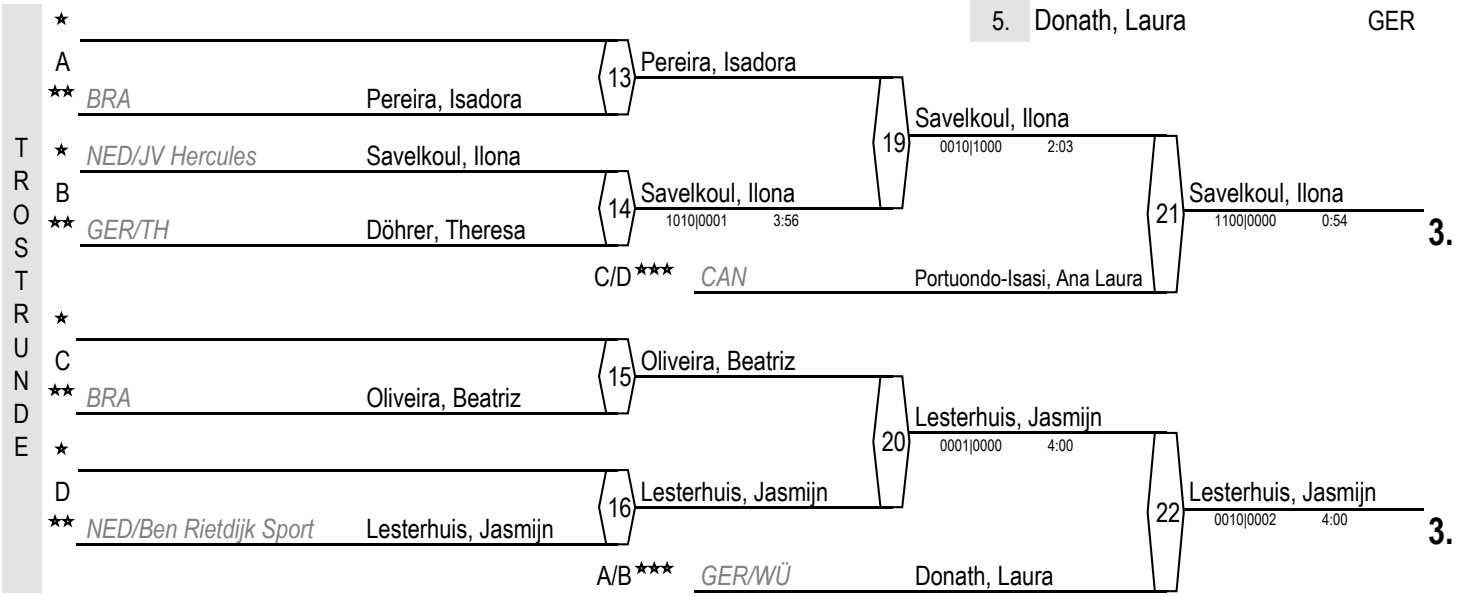 5. Donath, Laura GER
TROSTRUNDE
A
13 Pereira, Isadora
BRA Pereira, Isadora
19 Savelkoul, Ilona
0010|1000 2:03
NED/JV Hercules Savelkoul, Ilona
B
14 Savelkoul, Ilona
1010|0001 3:56
21 Savelkoul, Ilona
1100|0000 0:54
3.
GER/TH Döhrer, Theresa
C/D CAN Portuondo-Isasi, Ana Laura
C
15 Oliveira, Beatriz
BRA Oliveira, Beatriz
20 Lesterhuis, Jasmijn
0001|0000 4:00
D
16 Lesterhuis, Jasmijn
22 Lesterhuis, Jasmijn
0010|0002 4:00
3.
NED/Ben Rietdijk Sport Lesterhuis, Jasmijn
A/B GER/WÜ Donath, Laura